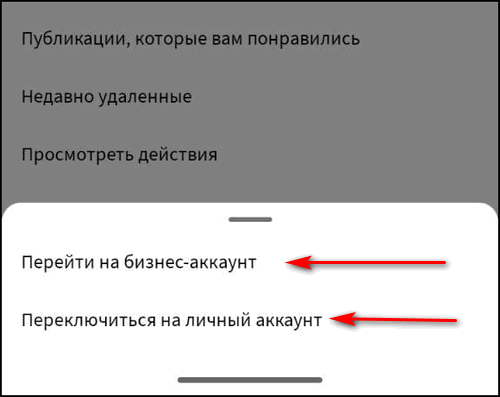 Публикации, которые вам понравились
Недавно удаленные
Просмотреть действия
Перейти на бизнес-аккаунт
Переключиться на личный аккаунт